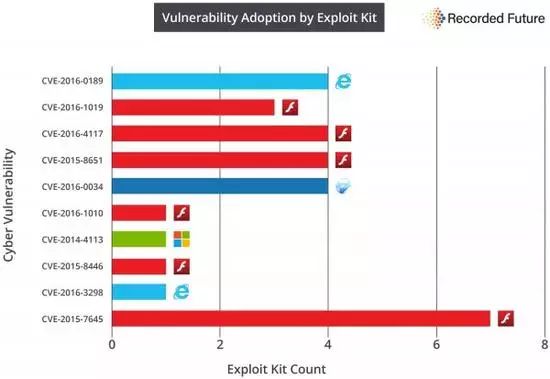 Vulnerability Adoption by Exploit Kit
Recorded Future
Cyber Vulnerability
CVE-2016-0189
CVE-2016-1019
CVE-2016-4117
CVE-2015-8651
CVE-2016-0034
CVE-2016-1010
CVE-2014-4113
CVE-2015-8446
CVE-2016-3298
CVE-2015-7645
0 2 4 6 8
Exploit Kit Count